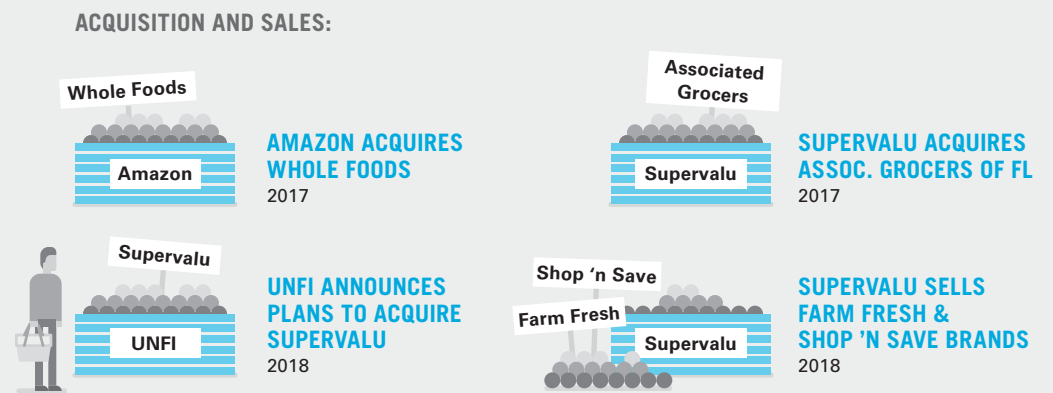 ACQUISITION AND SALES:
Whole Foods
Amazon
AMAZON ACQUIRES
WHOLE FOODS
2017
Associated
Grocers
Supervalu
SUPERVALU ACQUIRES
ASSOC. GROCERS OF FL
2017
Supervalu
UNFI
UNFI ANNOUNCES
PLANS TO ACQUIRE
SUPERVALU
2018
Shop ’n Save
Farm Fresh
Supervalu
SUPERVALU SELLS
FARM FRESH &
SHOP ’N SAVE BRANDS
2018